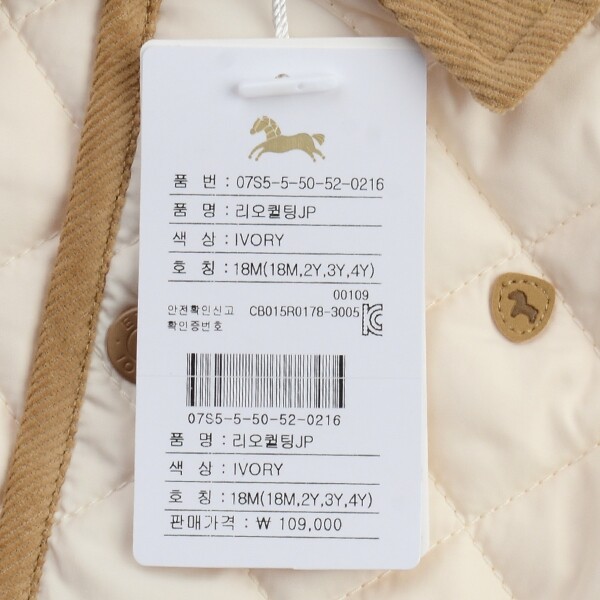 품 번 : 07S5-5-50-52-0216
품 명 : 리오퀼팅JP
색 상 : IVORY
호 칭 : 18M(18M,2Y,3Y,4Y)
00109
안전확인신고 CB015R0178-3005
확인증번호
07S5-5-50-52-0216
품 명 : 리오퀼팅JP
색 상 : IVORY
호 칭 : 18M(18M,2Y,3Y,4Y)
판매가격 : ₩ 109,000